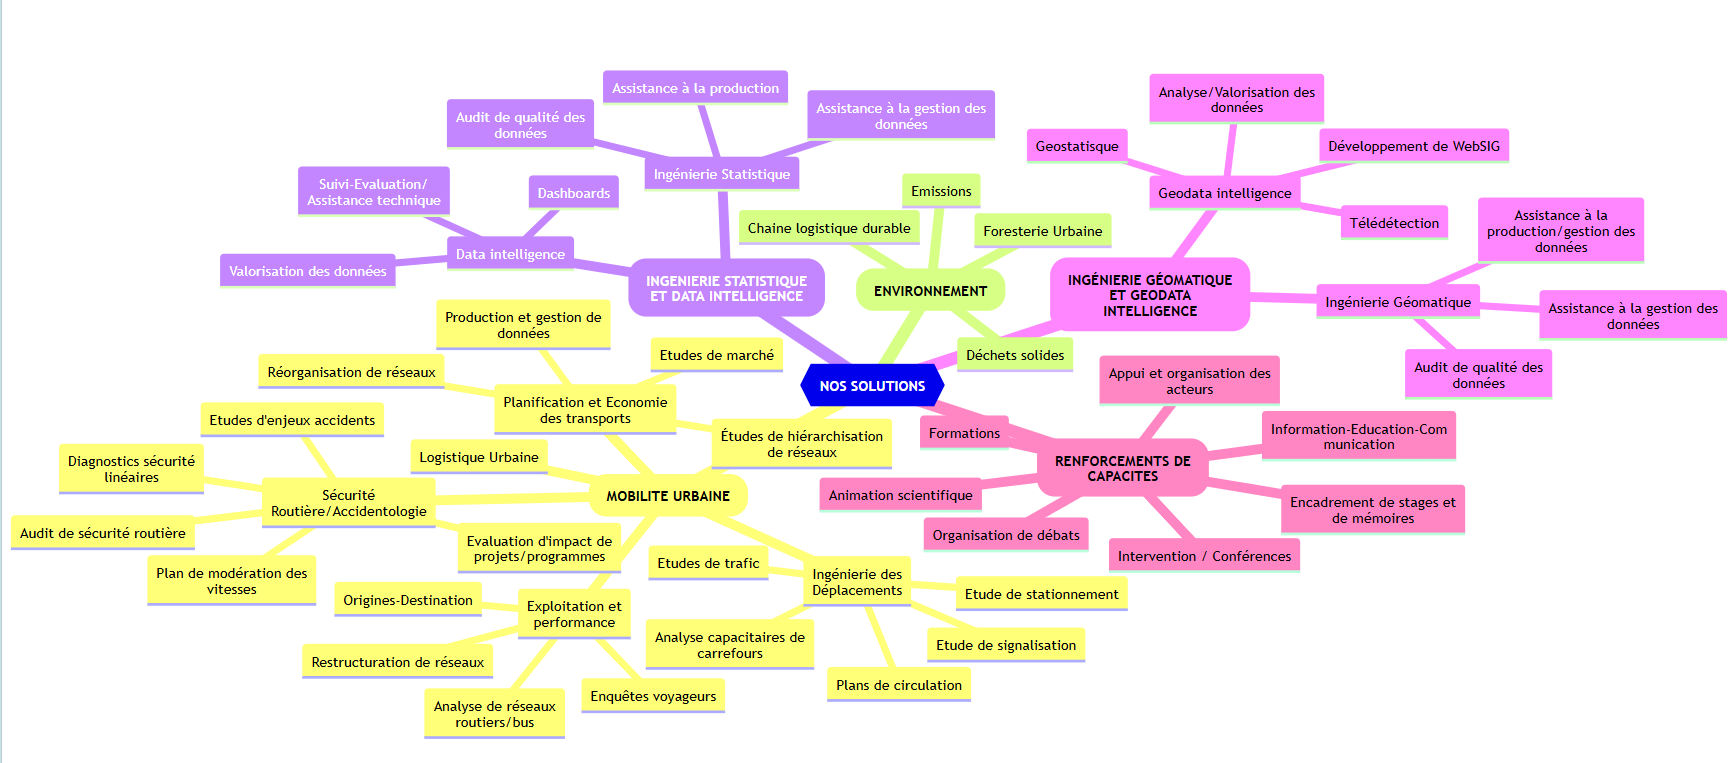 NOS SOLUTIONS
INGENIERIE STATISTIQUE
ET DATA INTELLIGENCE
Ingénierie Statistique
Audit de qualité des
données
Assistance à la production
Assistance à la gestion des
données
Data intelligence
Suivi-Evaluation/
Assistance technique
Dashboards
Valorisation des données
ENVIRONNEMENT
Chaine logistique durable
Emissions
Foresterie Urbaine
Déchets solides
INGÉNIERIE GÉOMATIQUE
ET GEODATA
INTELLIGENCE
Geodata intelligence
Geostatisque
Analyse/Valorisation des
données
Développement de WebSIG
Télédétection
Ingénierie Géomatique
Assistance à la
production/gestion des
données
Assistance à la gestion des
données
Audit de qualité des
données
RENFORCEMENTS DE
CAPACITES
Appui et organisation des
acteurs
Information-Education-Com
munication
Encadrement de stages et
de mémoires
Intervention / Conférences
Organisation de débats
Animation scientifique
Formations
MOBILITE URBAINE
Planification et Economie
des transports
Production et gestion de
données
Etudes de marché
Réorganisation de réseaux
Études de hiérarchisation
de réseaux
Logistique Urbaine
Sécurité
Routière/Accidentologie
Etudes d'enjeux accidents
Diagnostics sécurité
linéaires
Audit de sécurité routière
Plan de modération des
vitesses
Evaluation d'impact de
projets/programmes
Exploitation et
performance
Origines-Destination
Restructuration de réseaux
Analyse de réseaux
routiers/bus
Enquêtes voyageurs
Ingénierie des
Déplacements
Etudes de trafic
Analyse capacitaires de
carrefours
Plans de circulation
Etude de signalisation
Etude de stationnement